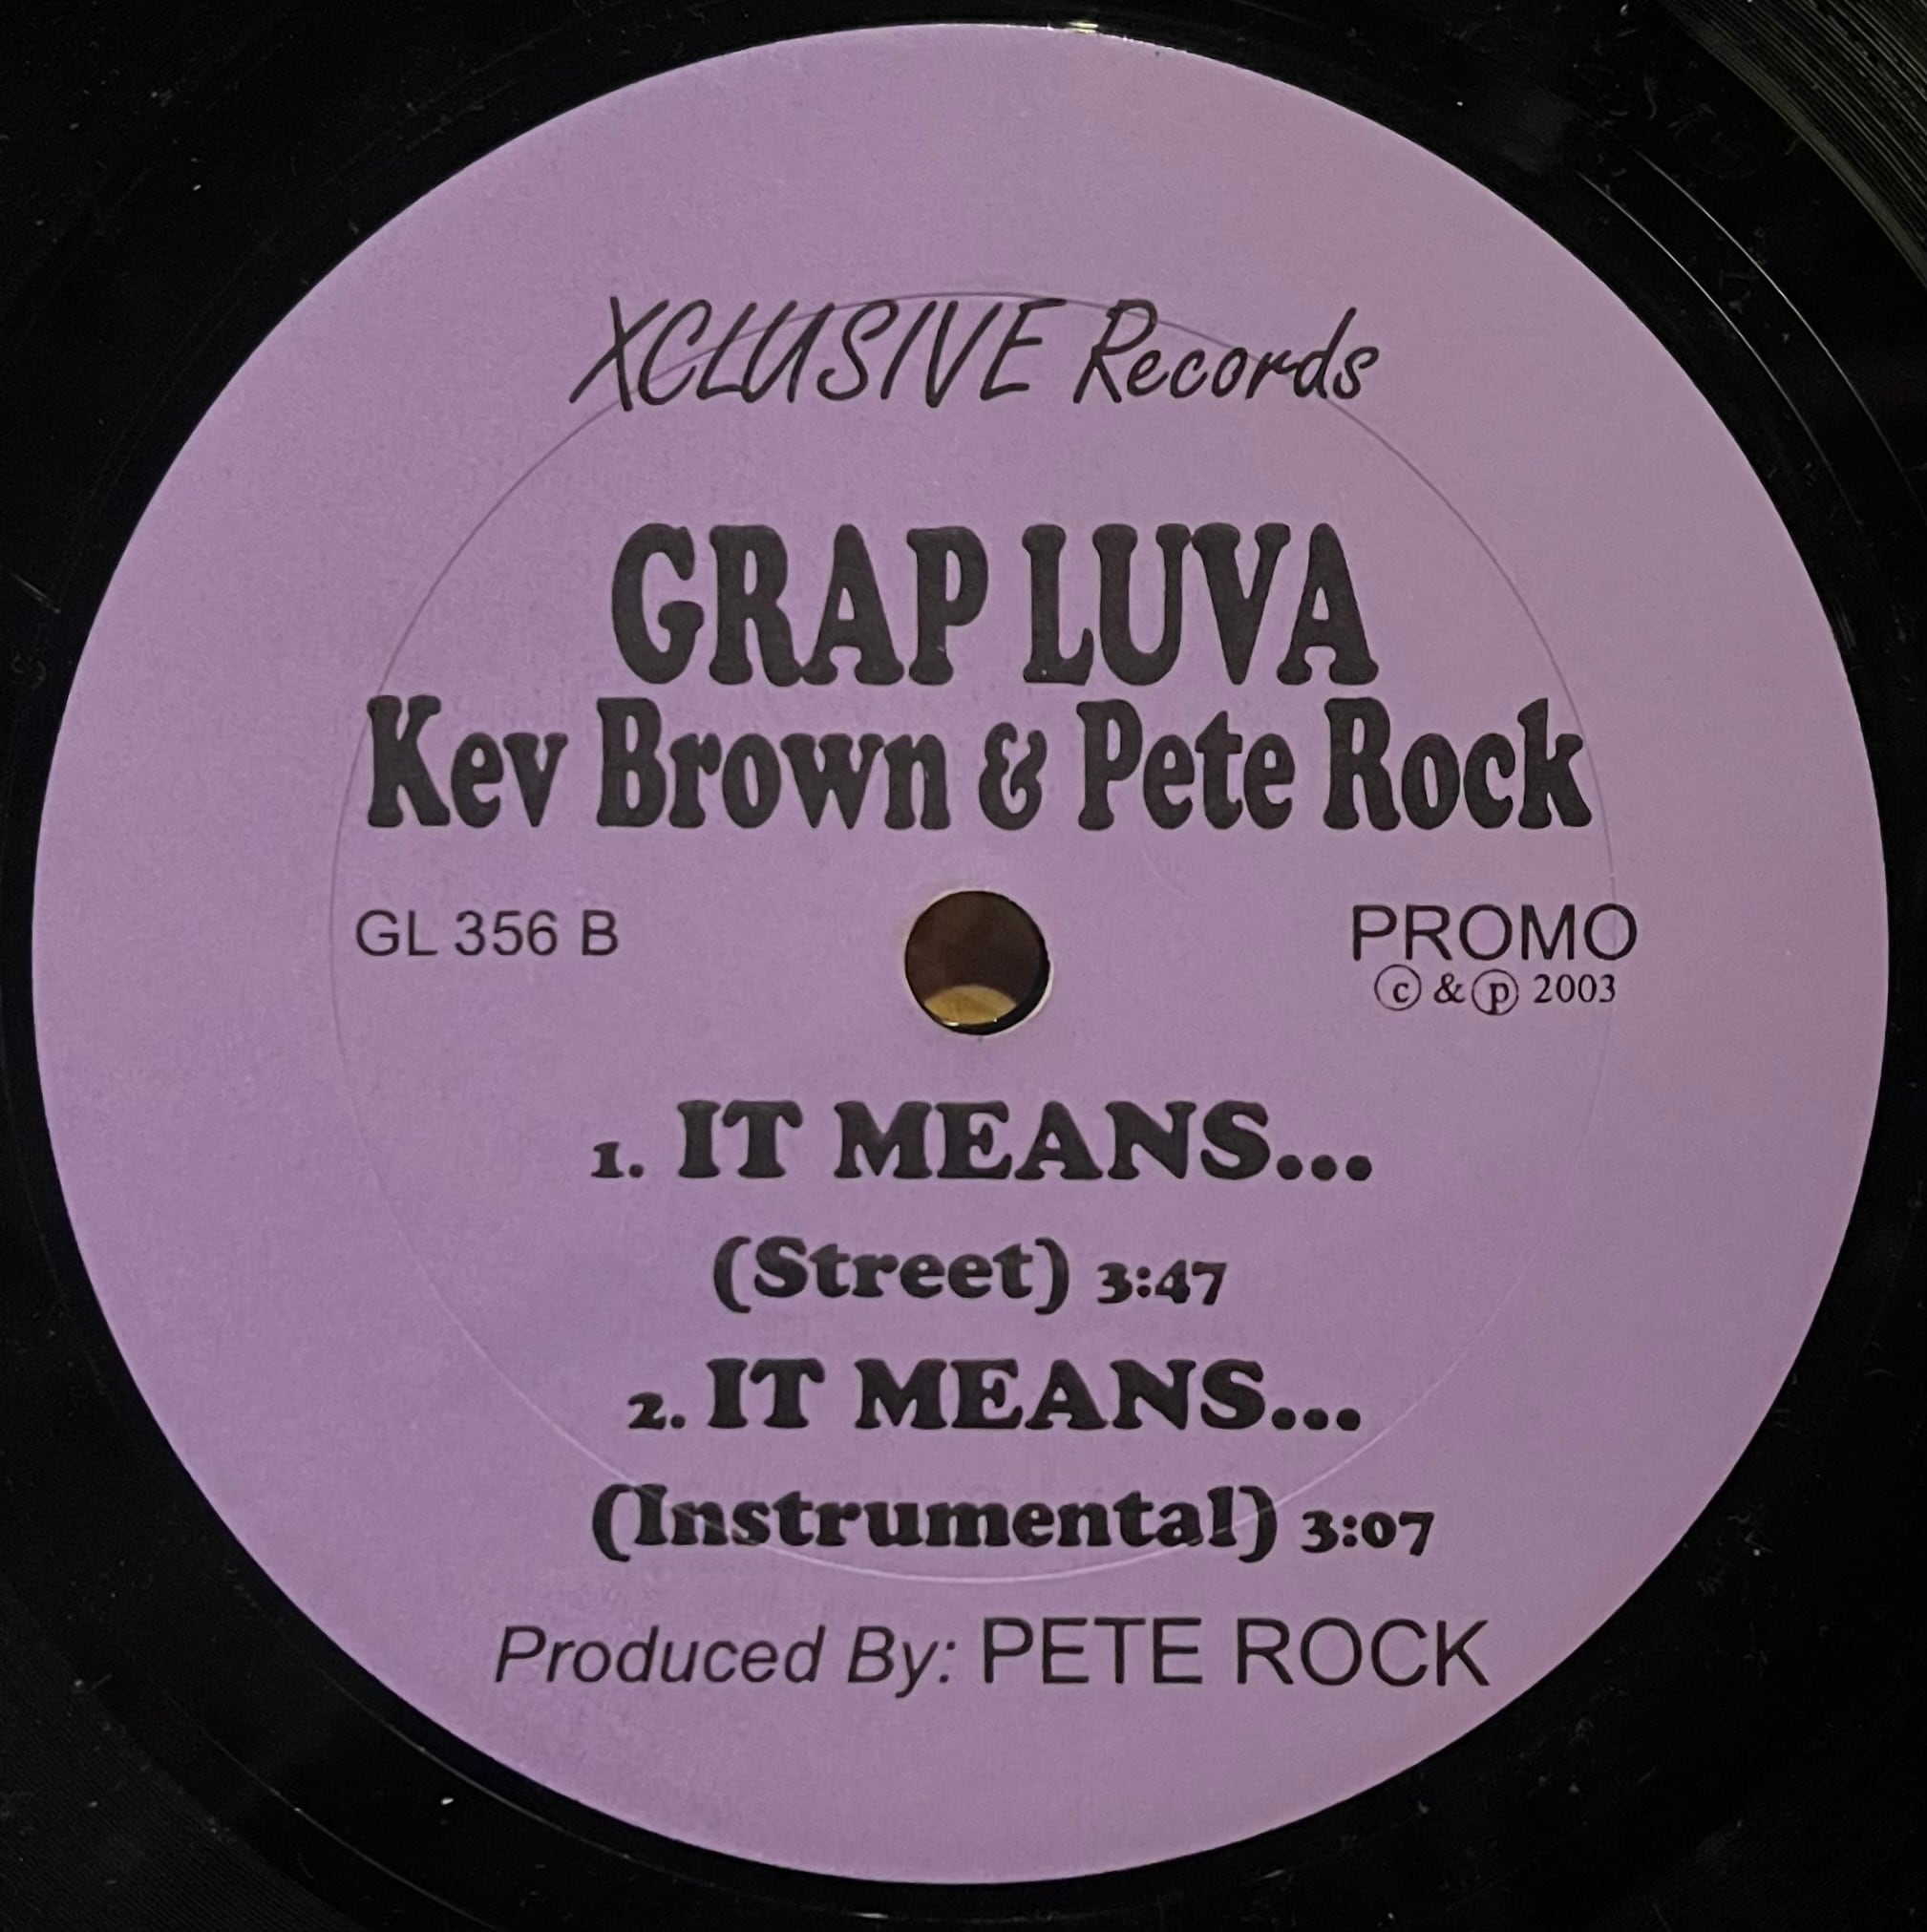 XCLUSIVE Records
GRAP LUVA
Kev Brown & Pete Rock
GL 356 B
PROMO
ⓒ & ⓟ 2003
1. IT MEANS...
(Street) 3:47
2. IT MEANS...
(Instrumental) 3:07
Produced By: PETE ROCK